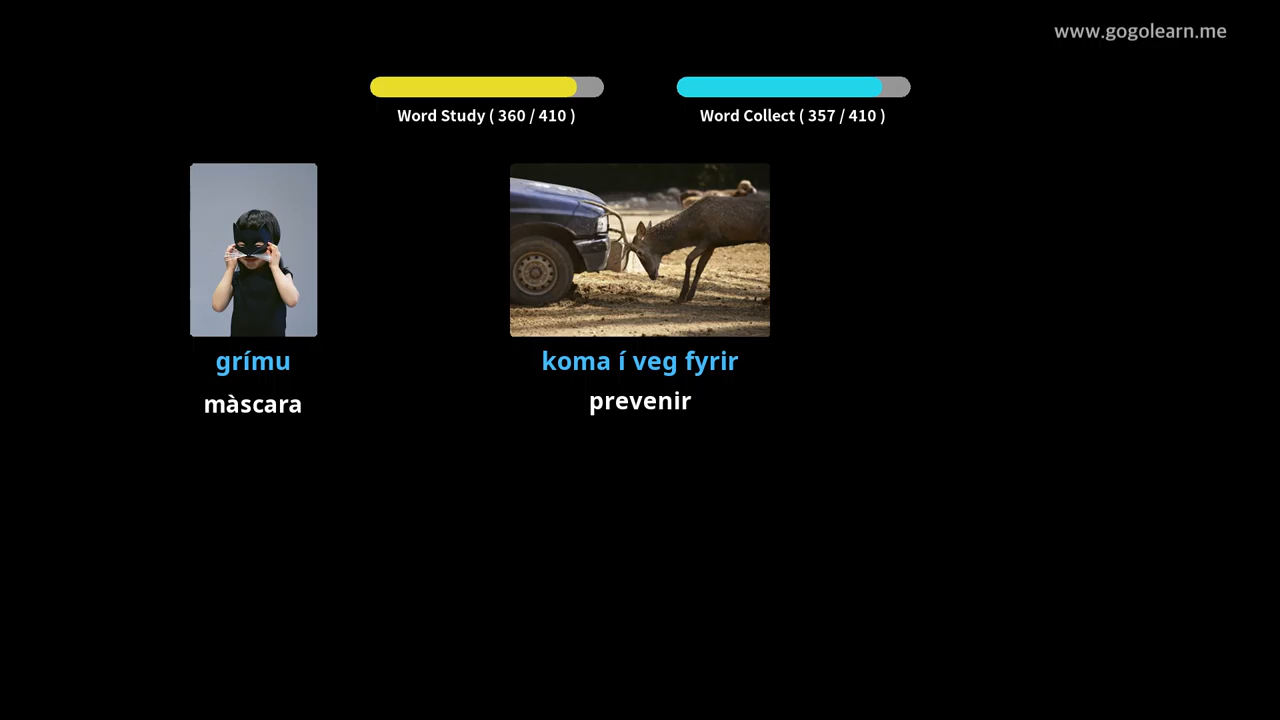 www.gogolearn.me
Word Study ( 360 / 410 )
Word Collect ( 357 / 410 )
grímu
màscara
koma í veg fyrir
prevenir